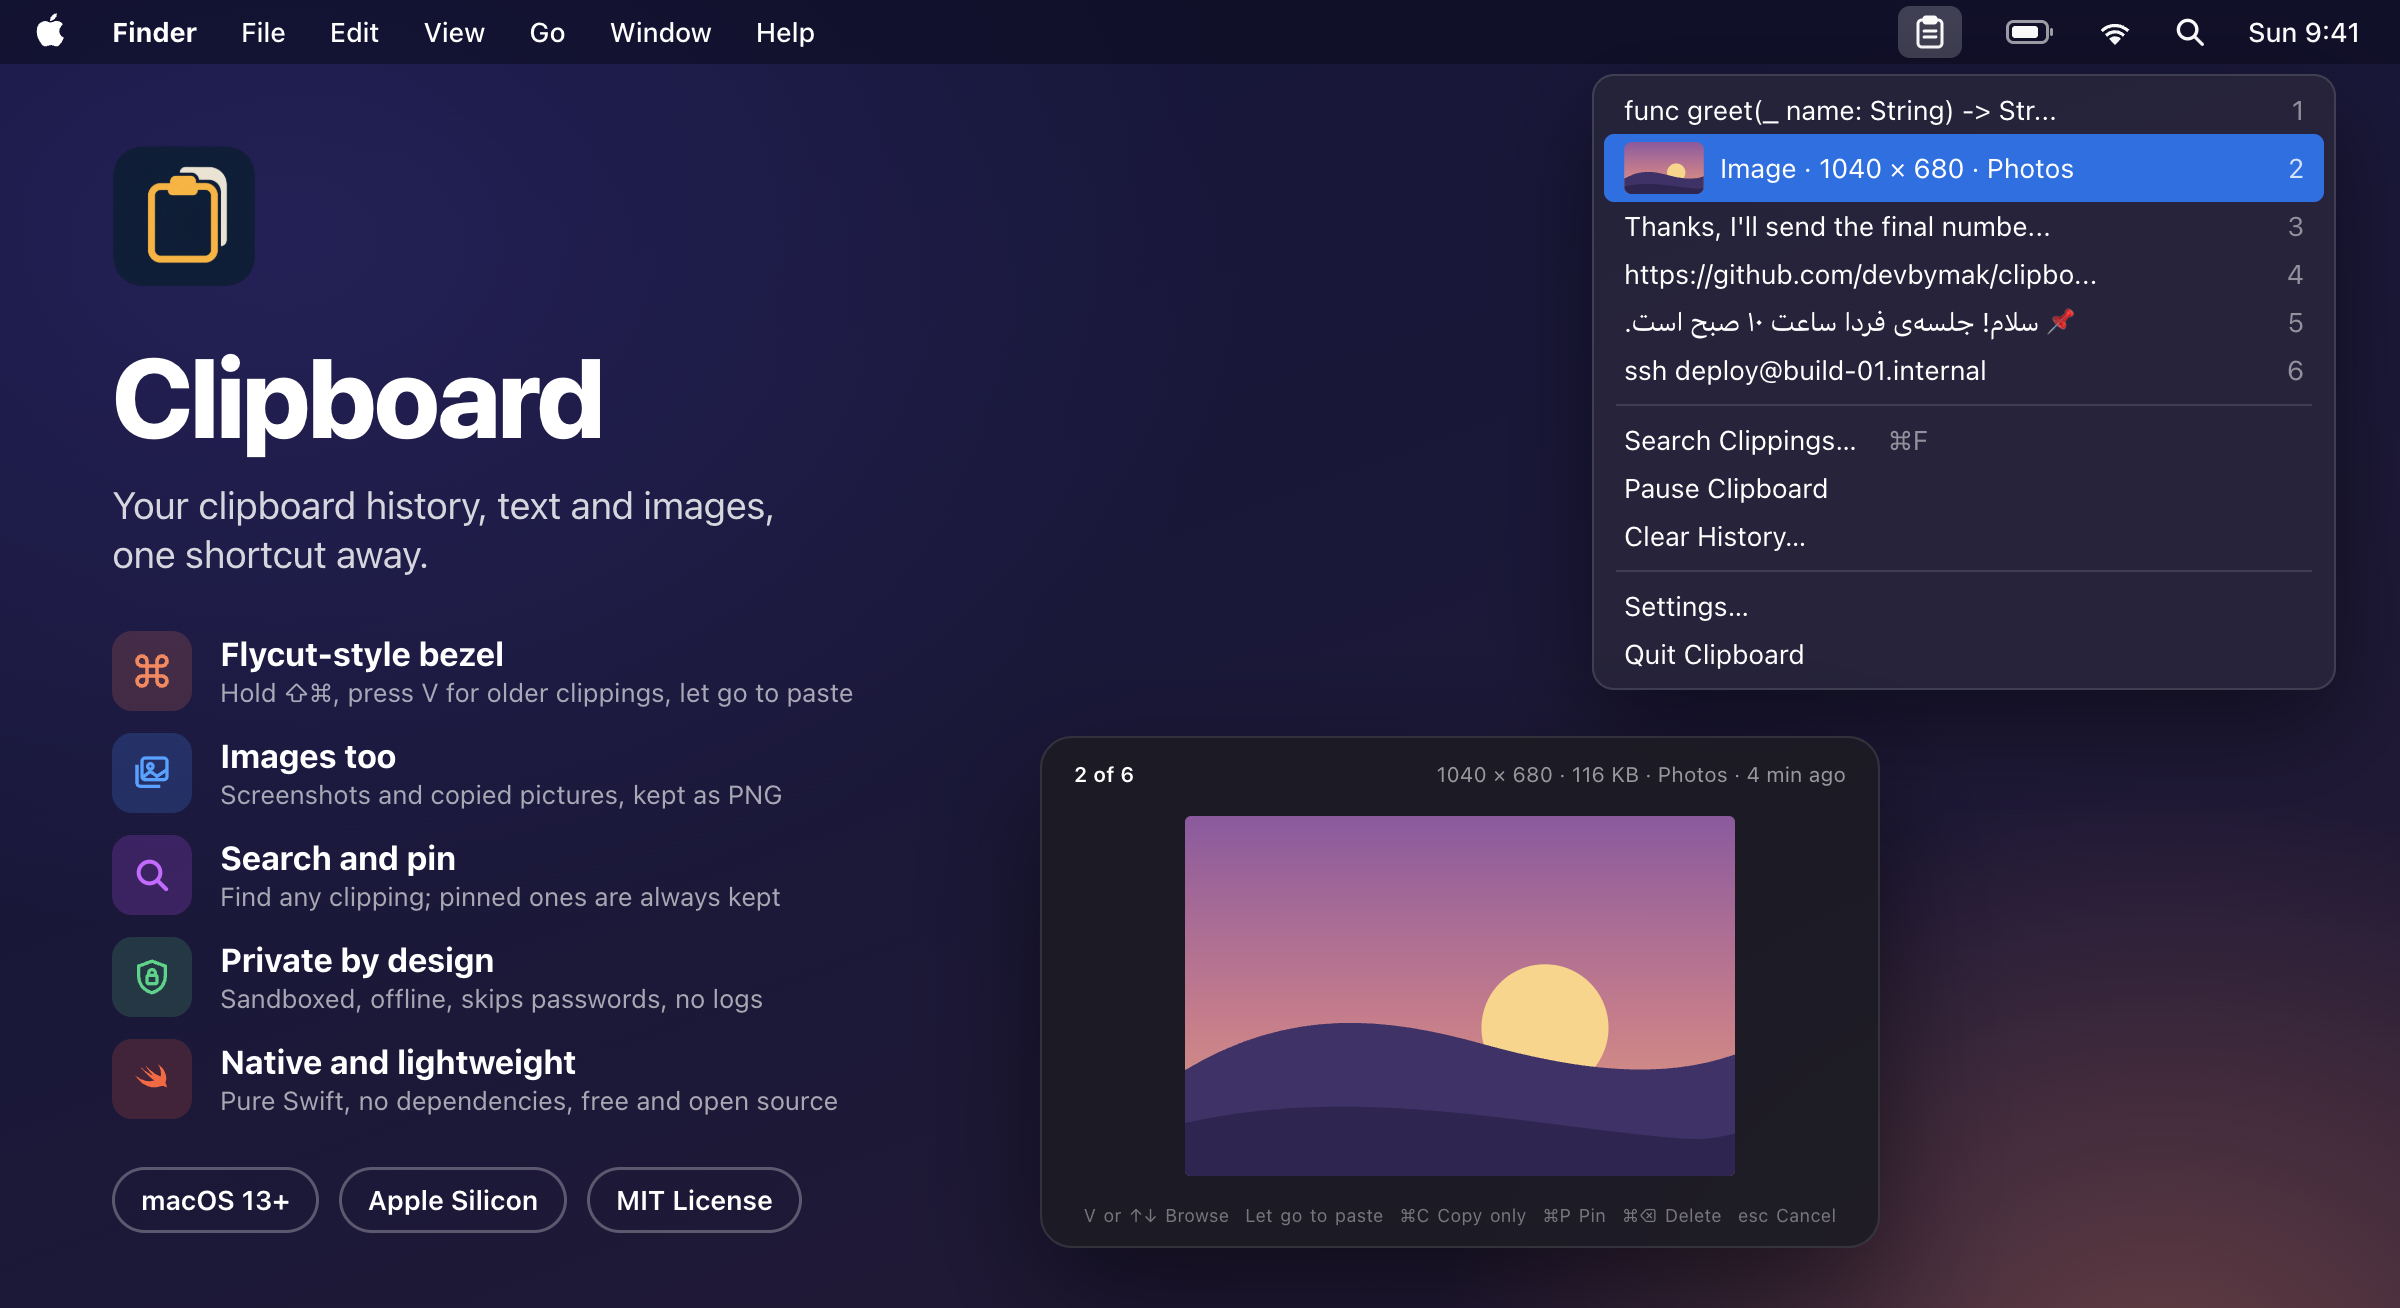 Finder File Edit View Go Window Help Sun 9:41
Clipboard
Your clipboard history, text and images,
one shortcut away.
Flycut-style bezel
Hold ⇧⌘, press V for older clippings, let go to paste
Images too
Screenshots and copied pictures, kept as PNG
Search and pin
Find any clipping; pinned ones are always kept
Private by design
Sandboxed, offline, skips passwords, no logs
Native and lightweight
Pure Swift, no dependencies, free and open source
macOS 13+ Apple Silicon MIT License
func greet(_ name: String) -> Str... 1
Image · 1040 × 680 · Photos 2
Thanks, I'll send the final numbe... 3
https://github.com/devbymak/clipbo... 4
📌 سلام! جلسه‌ی فردا ساعت ۱۰ صبح است. 5
ssh deploy@build-01.internal 6
Search Clippings... ⌘F
Pause Clipboard
Clear History...
Settings...
Quit Clipboard
2 of 6 1040 × 680 · 116 KB · Photos · 4 min ago
V or ↑↓ Browse Let go to paste ⌘C Copy only ⌘P Pin ⌘⌫ Delete esc Cancel